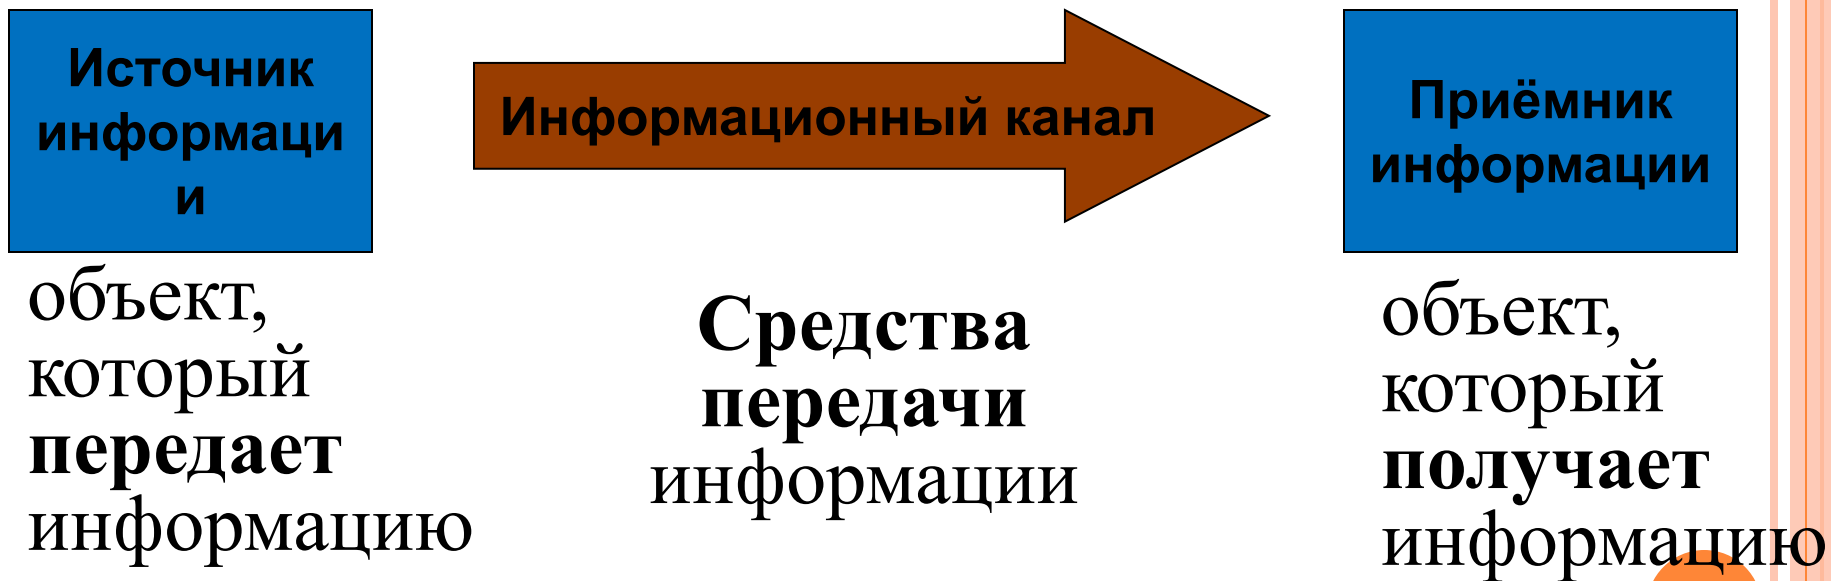 Источник
информаци
и
Информационный канал
Приёмник
информации
объект,
который
передает
информацию
Средства
передачи
информации
объект,
который
получает
информацию